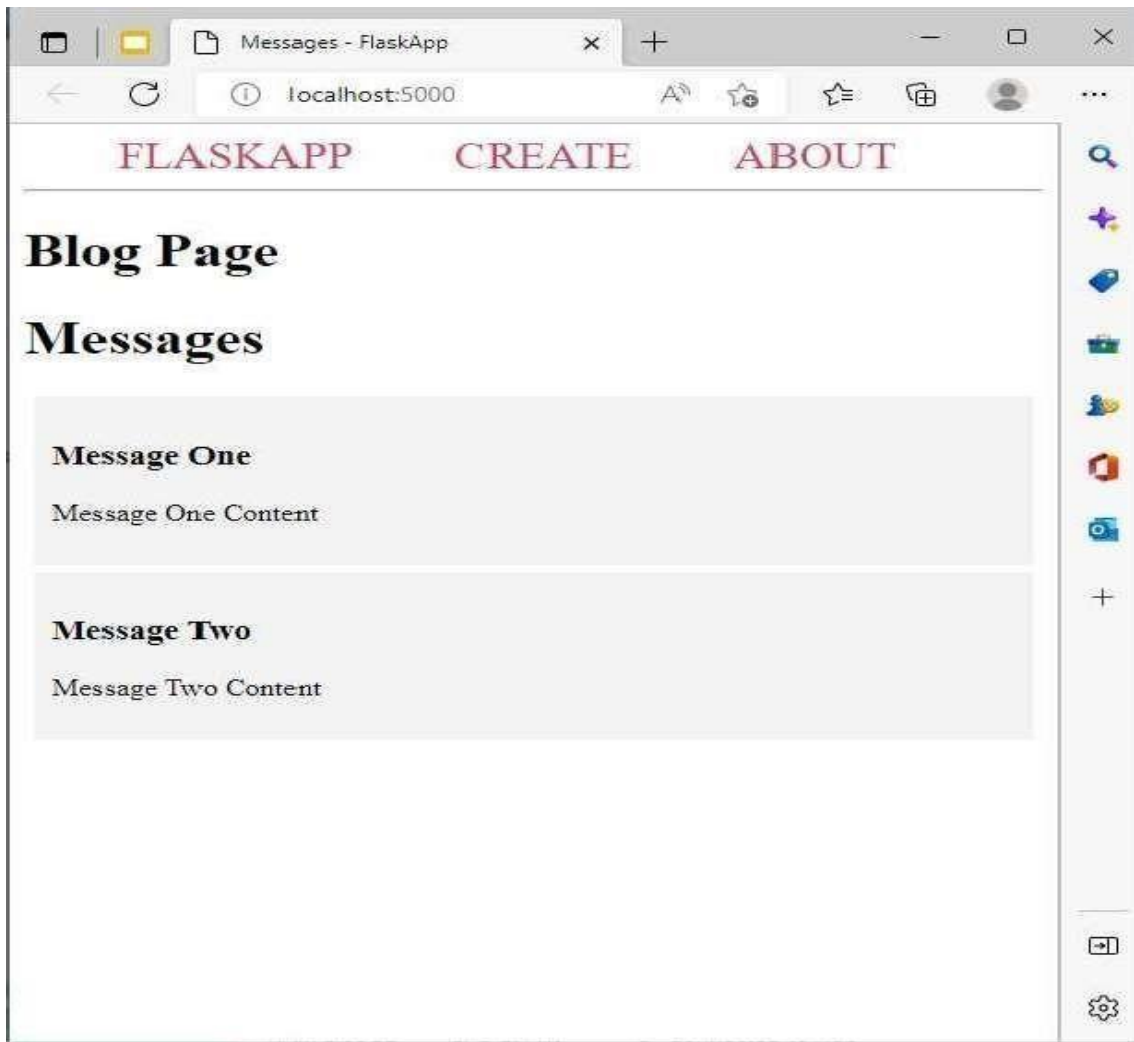 Messages - FlaskApp
localhost:5000
FLASKAPP CREATE ABOUT
Blog Page
Messages
Message One
Message One Content
Message Two
Message Two Content